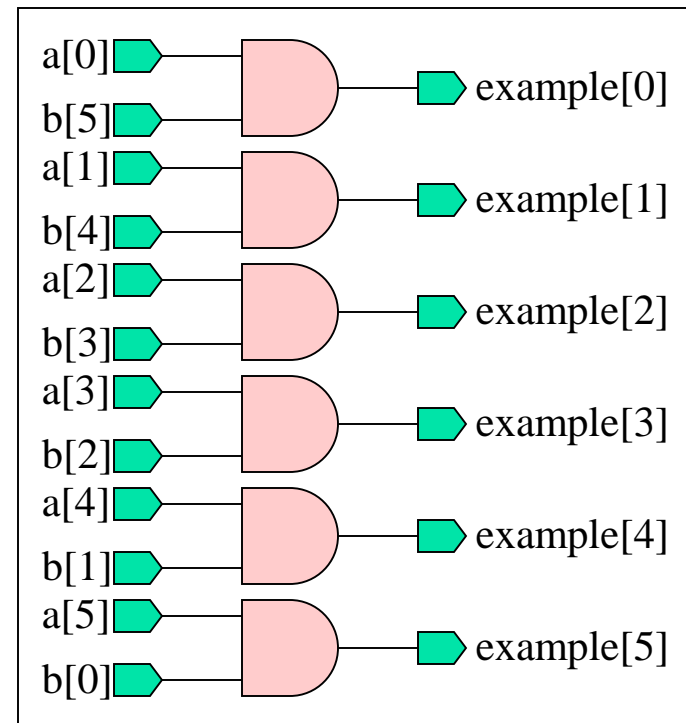 a[0]
example[0]
b[5]
a[1]
example[1]
b[4]
a[2]
example[2]
b[3]
a[3]
example[3]
b[2]
a[4]
example[4]
b[1]
a[5]
example[5]
b[0]